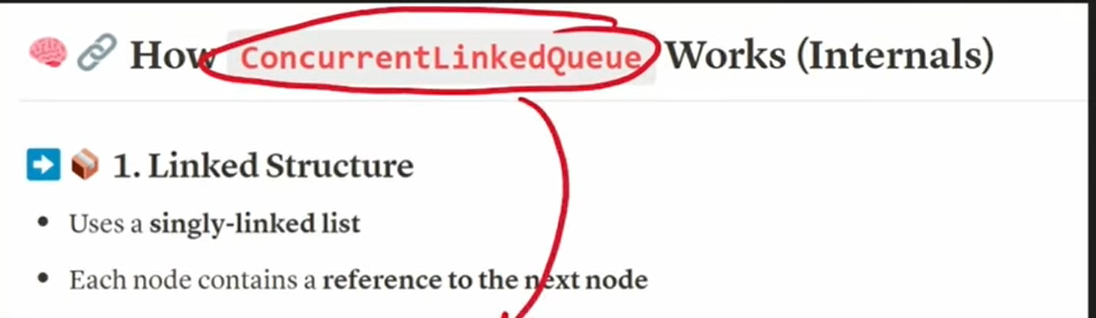 How ConcurrentLinkedQueue Works (Internals)
1. Linked Structure
Uses a singly-linked list
Each node contains a reference to the next node